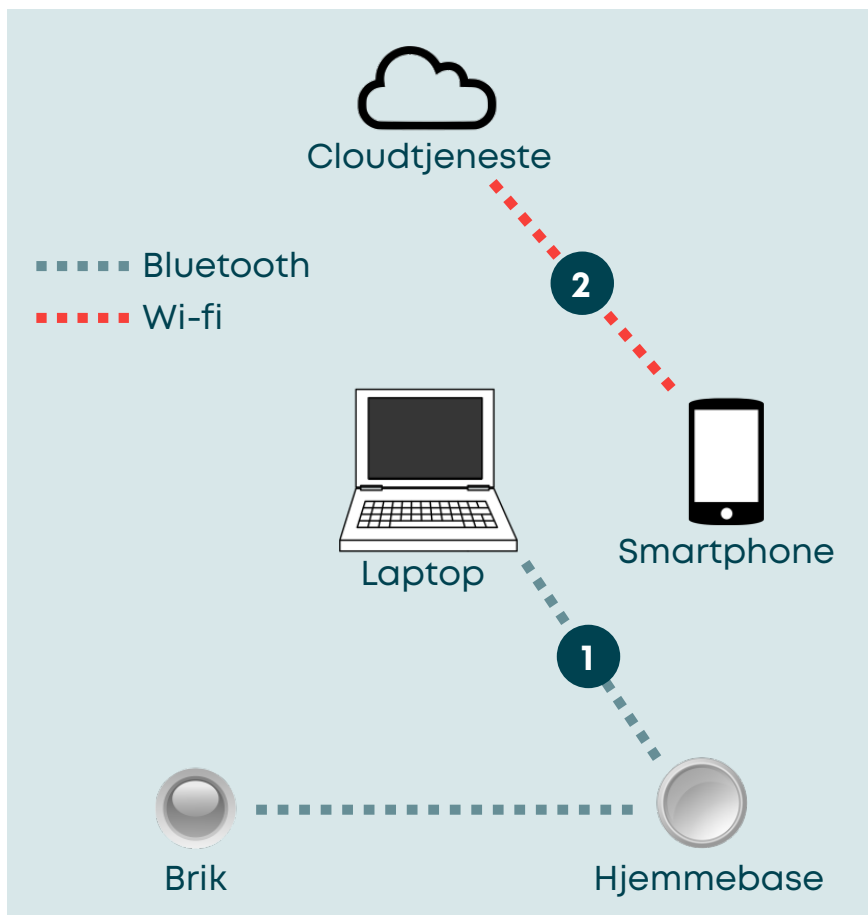 Cloudtjeneste
Bluetooth
Wi-fi
2
Smartphone
Laptop
1
Brik
Hjemmebase